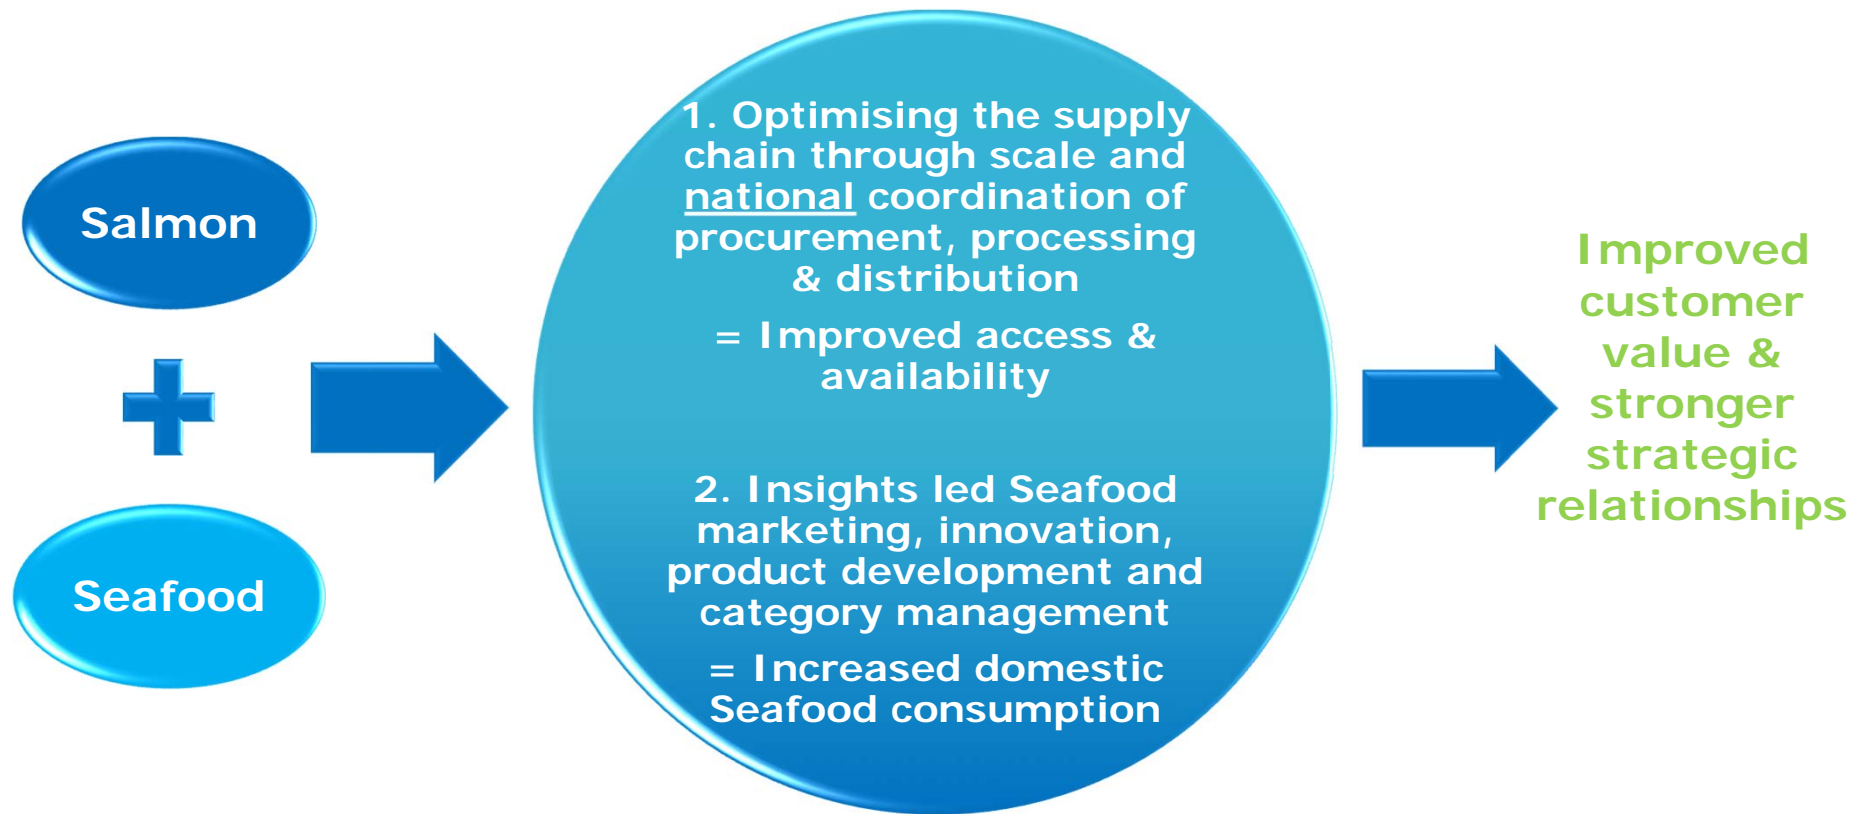 Salmon
Seafood
1. Optimising the supply
chain through scale and
national coordination of
procurement, processing
& distribution
= Improved access &
availability
2. Insights led Seafood
marketing, innovation,
product development and
category management
= Increased domestic
Seafood consumption
Improved
customer
value &
stronger
strategic
relationships